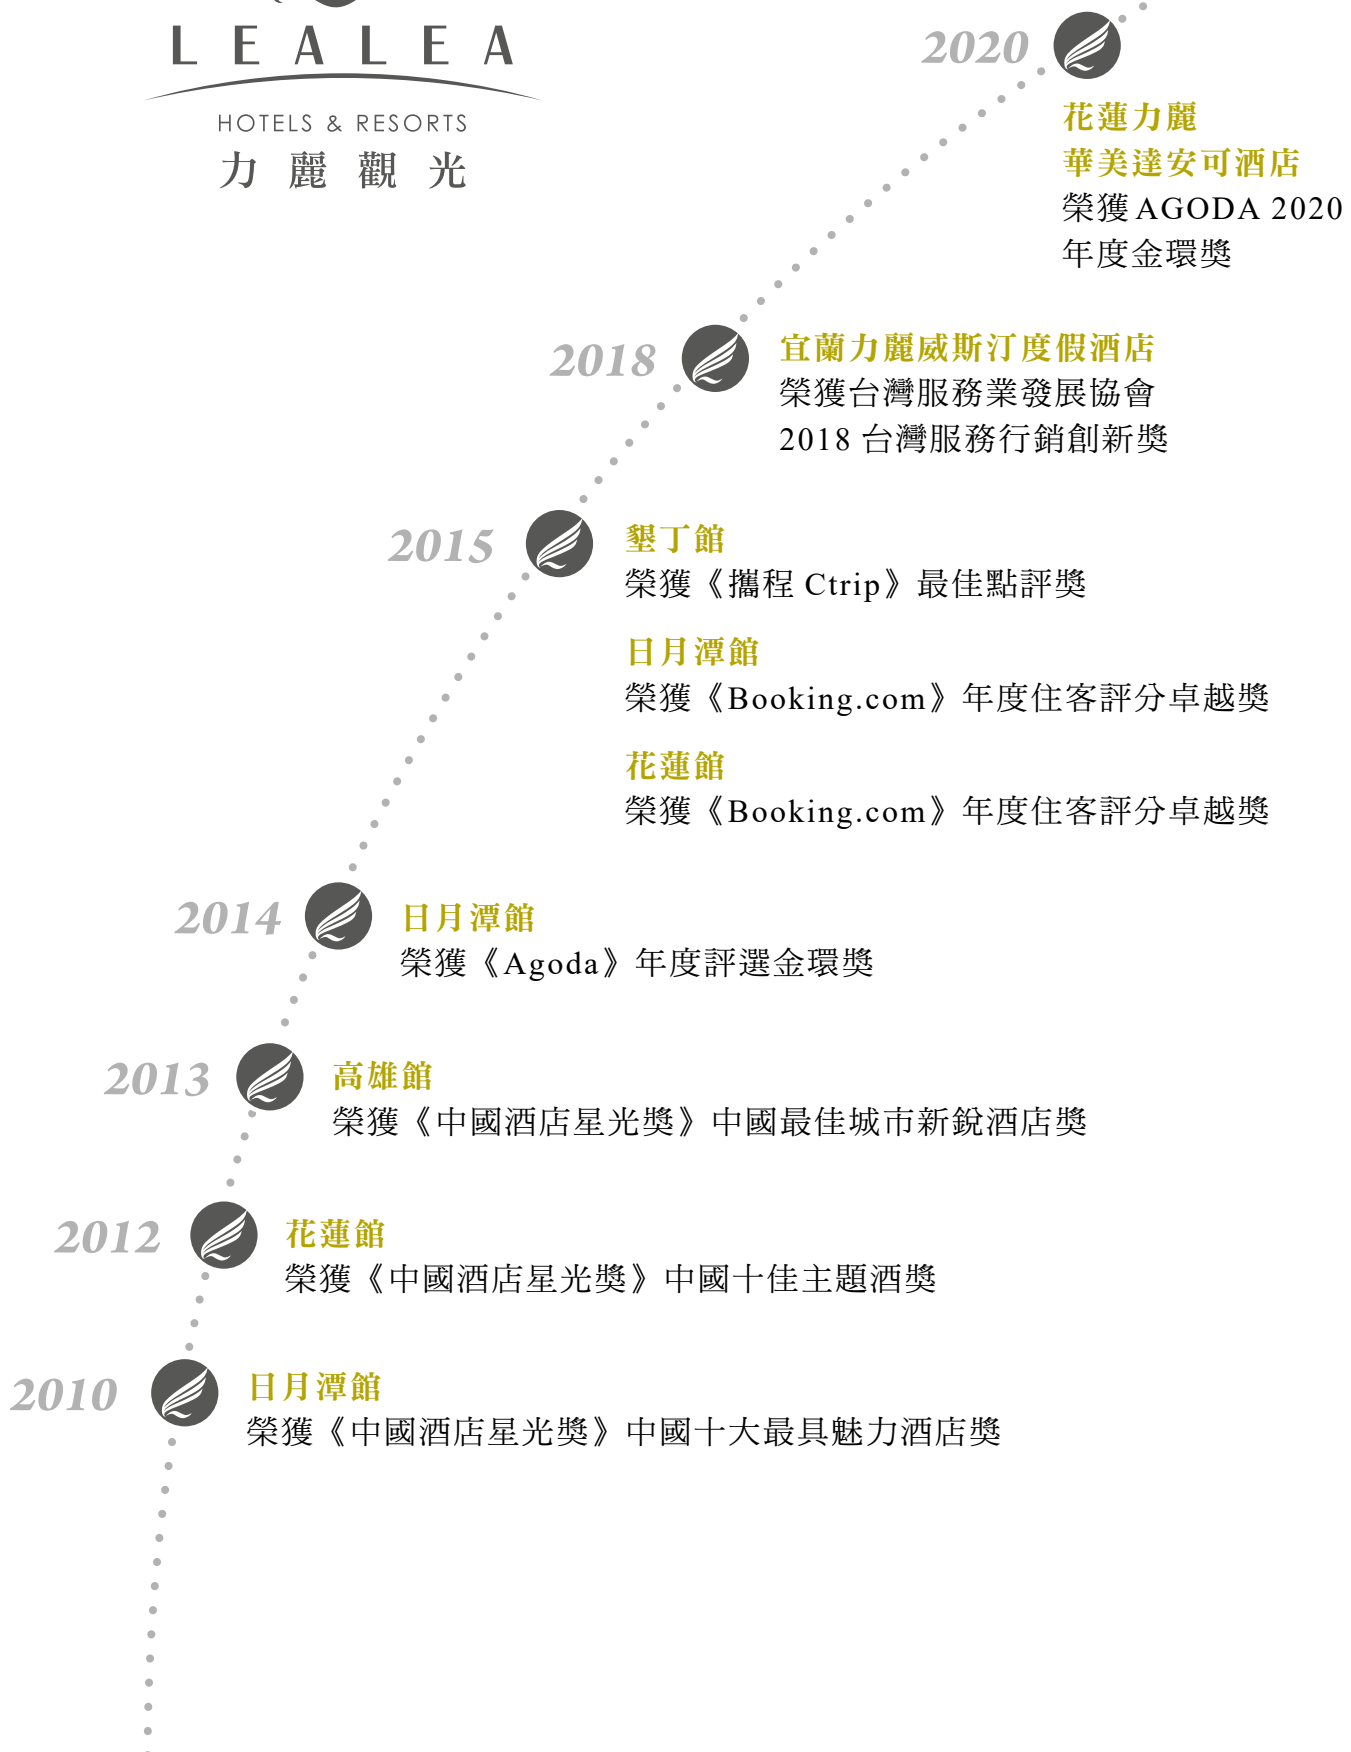 LEALEA
HOTELS & RESORTS
力麗觀光
2020
花蓮力麗
華美達安可酒店
榮獲AGODA 2020
年度金環獎
2018
宜蘭力麗威斯汀度假酒店
榮獲台灣服務業發展協會
2018 台灣服務行銷創新獎
2015
墾丁館
榮獲《攜程 Ctrip》最佳點評獎
日月潭館
榮獲《Booking.com》年度住客評分卓越獎
花蓮館
榮獲《Booking.com》年度住客評分卓越獎
2014
日月潭館
榮獲《Agoda》年度評選金環獎
2013
高雄館
榮獲《中國酒店星光獎》中國最佳城市新銳酒店獎
2012
花蓮館
榮獲《中國酒店星光獎》中國十佳主題酒獎
2010
日月潭館
榮獲《中國酒店星光獎》中國十大最具魅力酒店獎